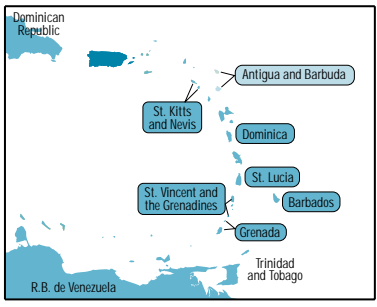 Dominican
Republic
Antigua and Barbuda
St. Kitts
and Nevis
Dominica
St. Lucia
St. Vincent and
the Grenadines
Barbados
Grenada
Trinidad
and Tobago
R.B. de Venezuela